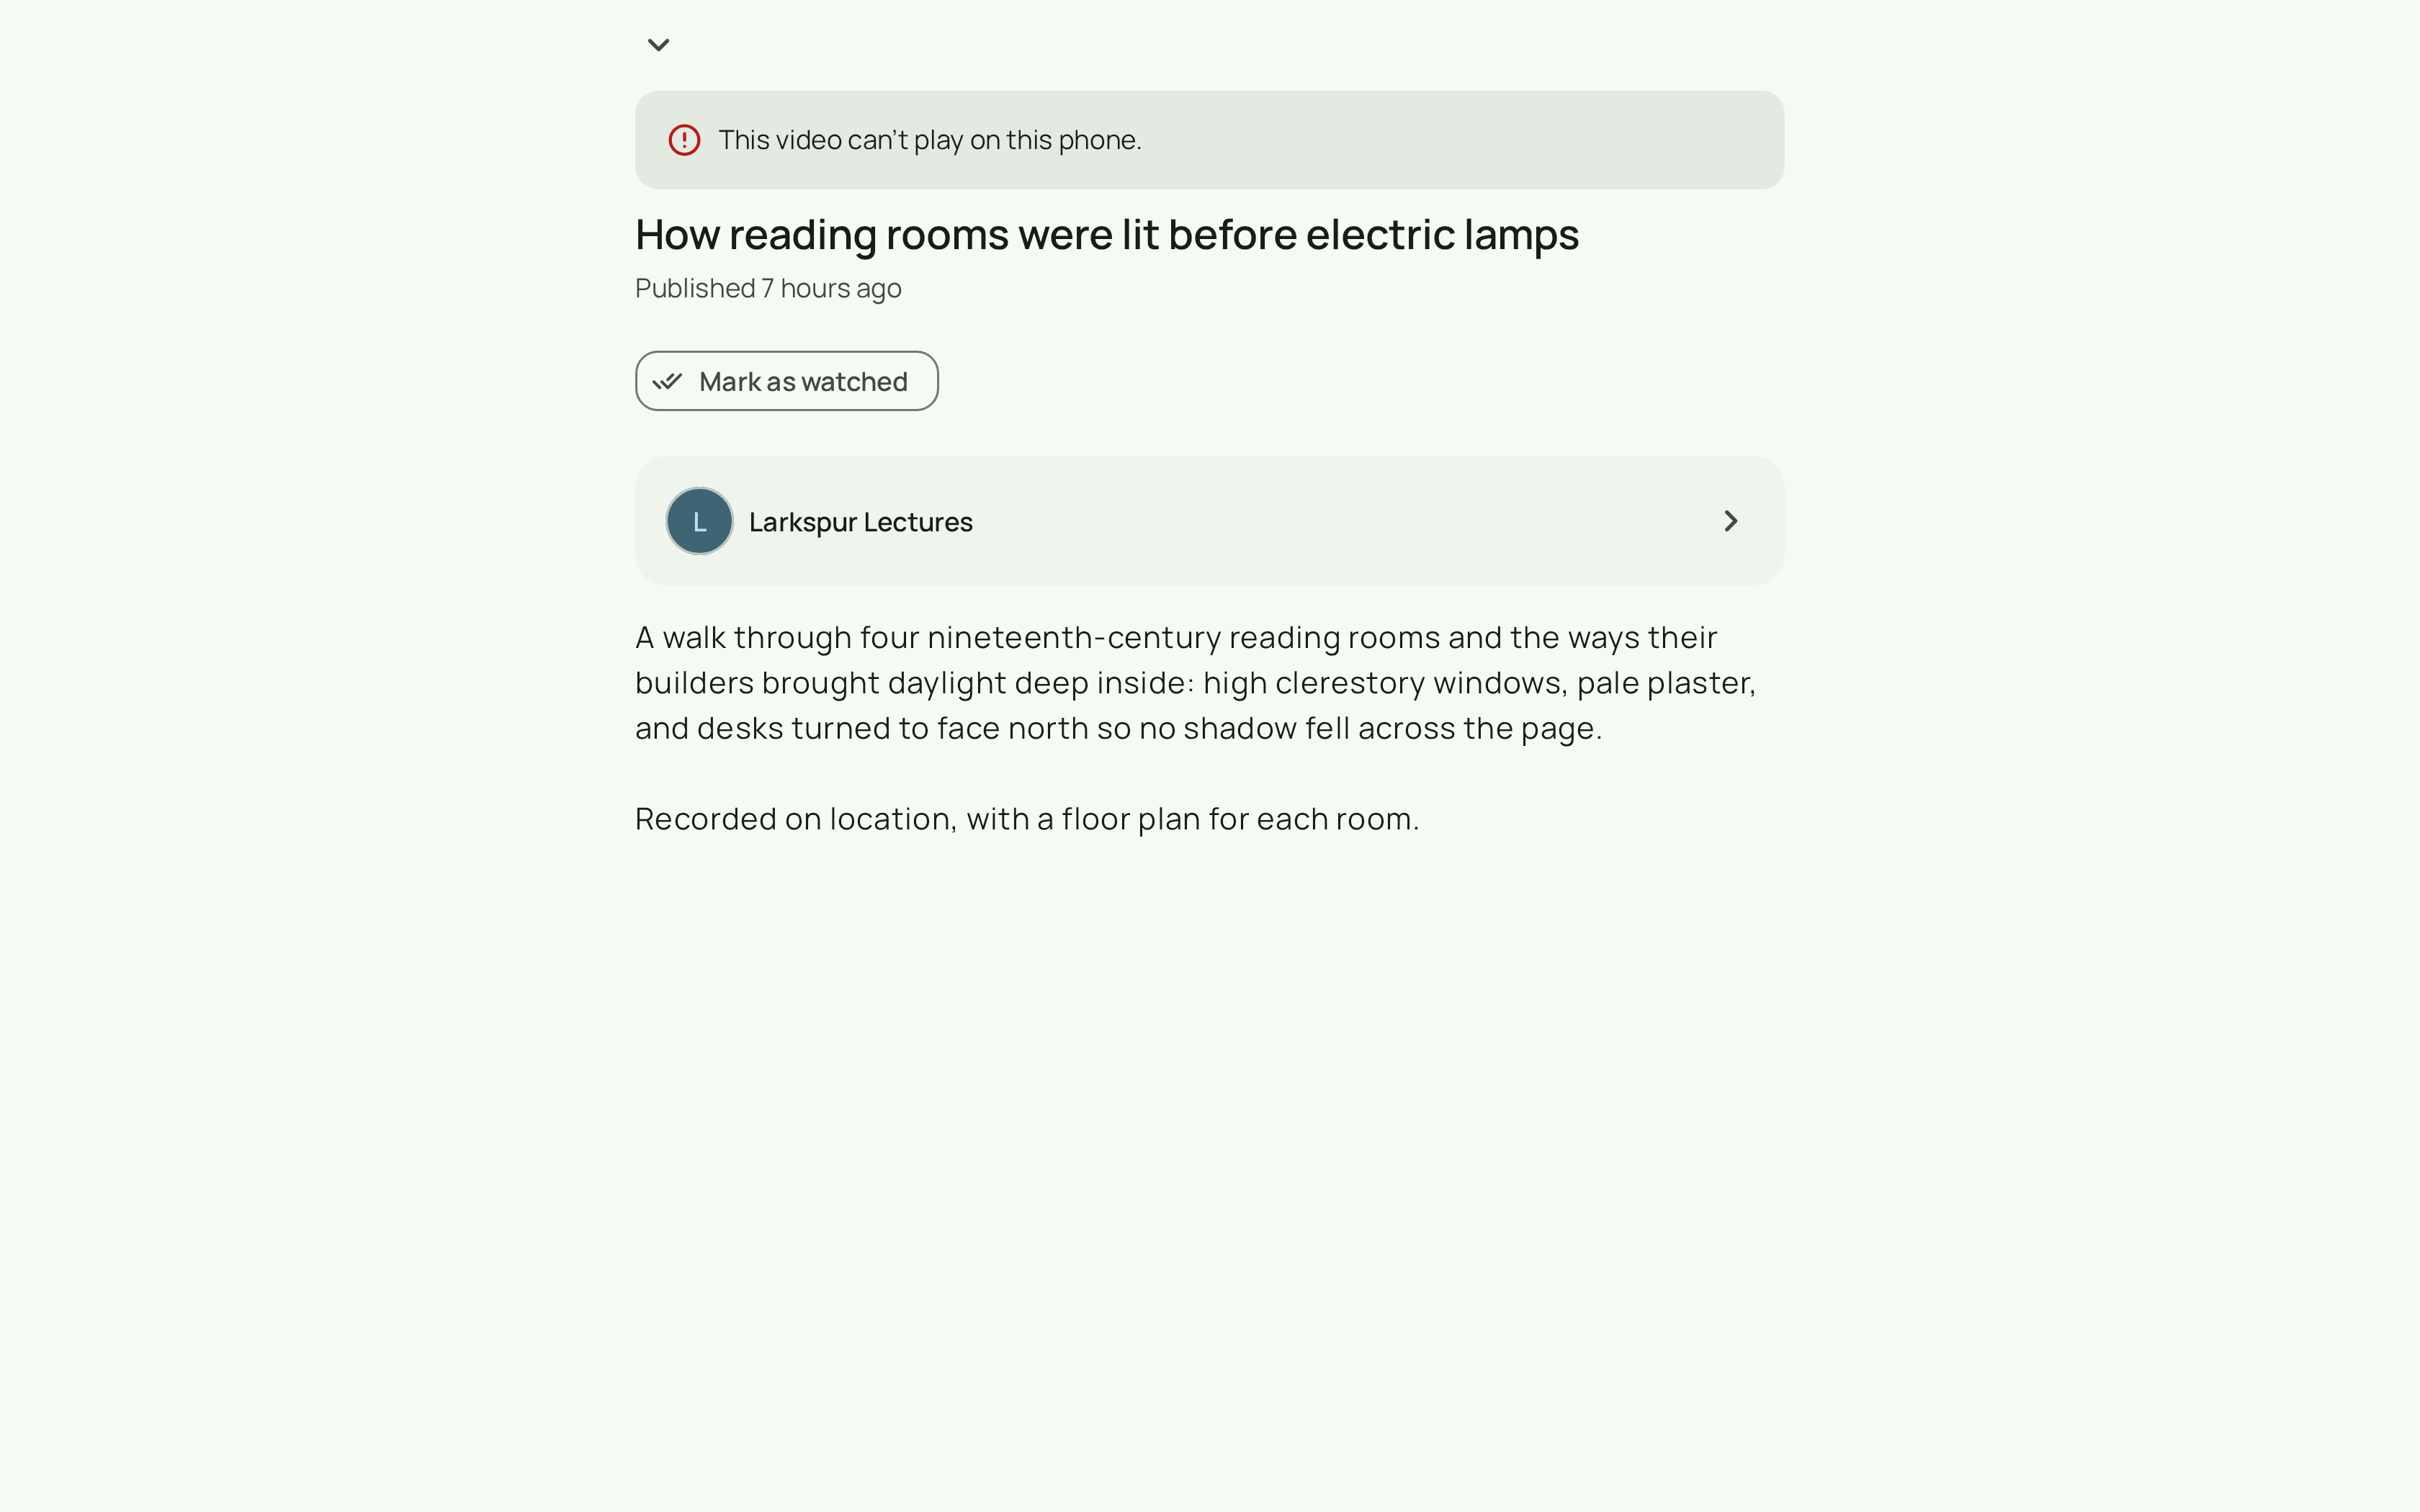 This video can’t play on this phone.
How reading rooms were lit before electric lamps
Published 7 hours ago
Mark as watched
L
Larkspur Lectures
A walk through four nineteenth-century reading rooms and the ways their
builders brought daylight deep inside: high clerestory windows, pale plaster,
and desks turned to face north so no shadow fell across the page.
Recorded on location, with a floor plan for each room.